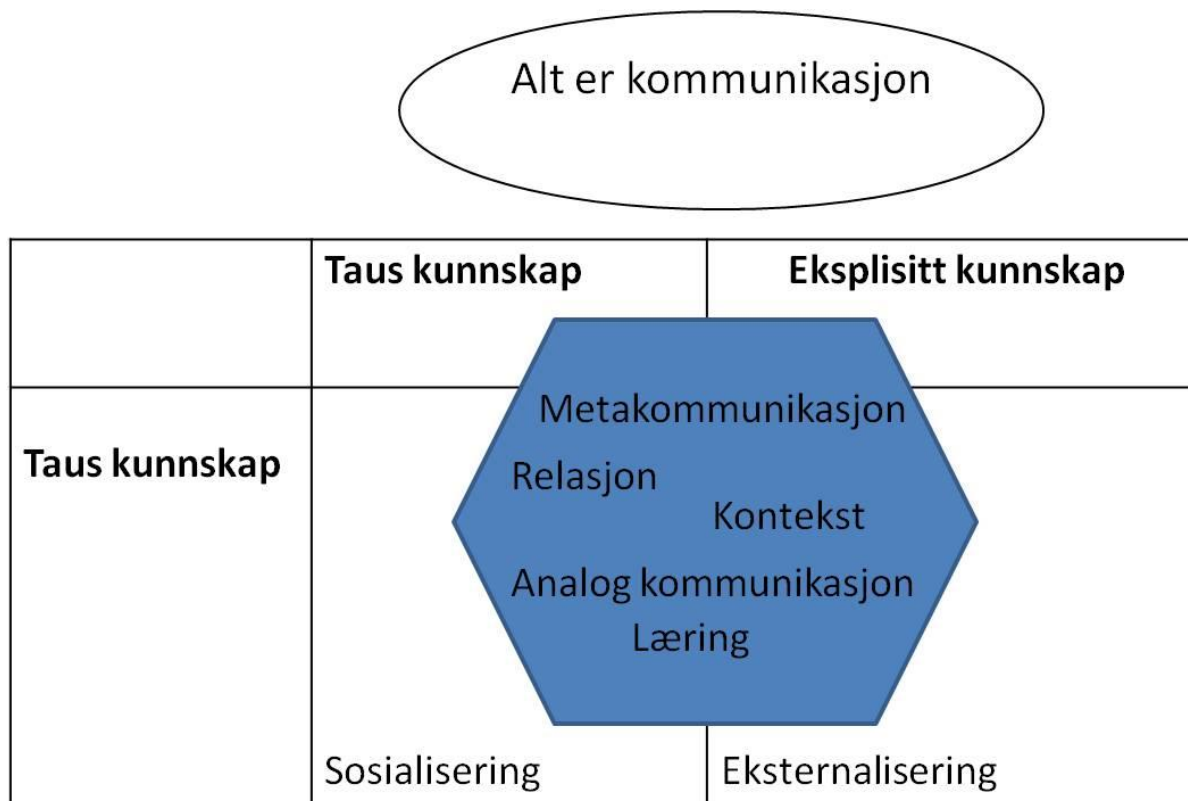 Alt er kommunikasjon
Taus kunnskap
Eksplisitt kunnskap
Taus kunnskap
Metakommunikasjon
Relasjon
Kontekst
Analog kommunikasjon
Læring
Sosialisering
Eksternalisering